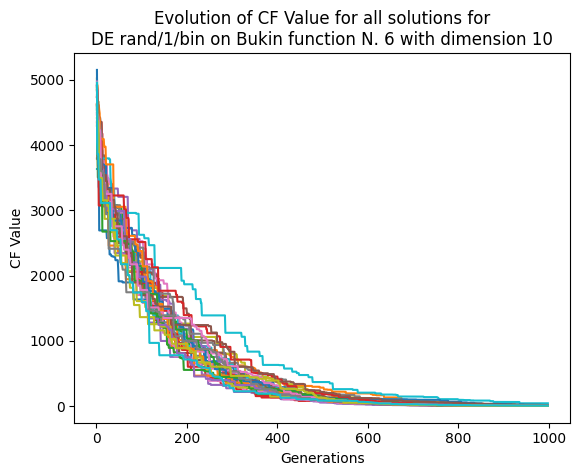 Evolution of CF Value for all solutions for
DE rand/1/bin on Bukin function N. 6 with dimension 10
5000
4000
3000
2000
1000
0
CF Value
0 200 400 600 800 1000
Generations